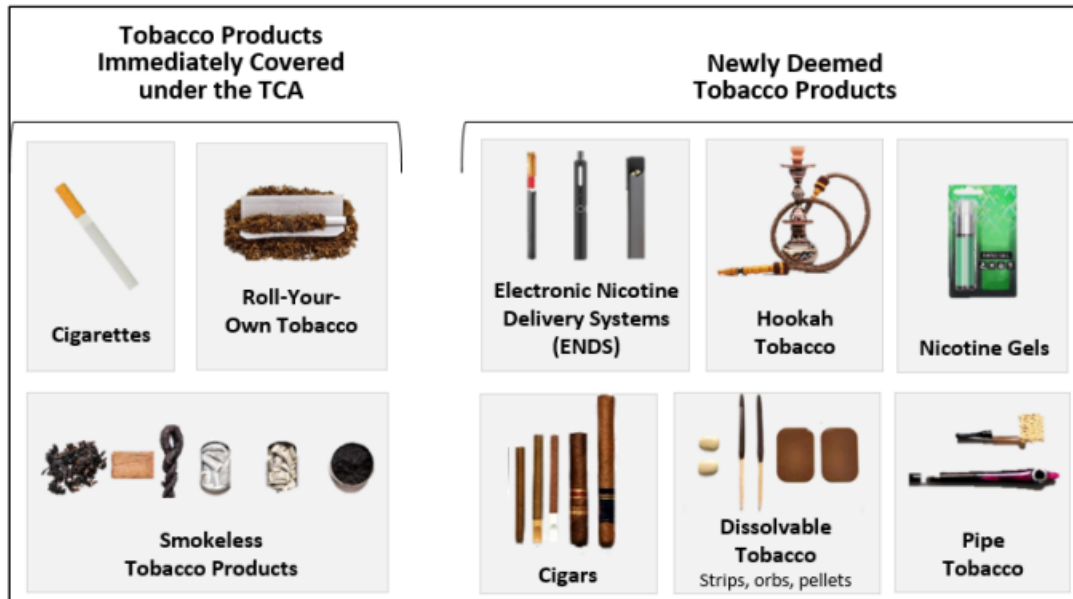 Tobacco Products
Immediately Covered
under the TCA
Newly Deemed
Tobacco Products
Cigarettes
Roll-Your-
Own Tobacco
Electronic Nicotine
Delivery Systems
(ENDS)
Hookah
Tobacco
Nicotine Gels
Smokeless
Tobacco Products
Cigars
Dissolvable
Tobacco
Strips, orbs, pellets
Pipe
Tobacco